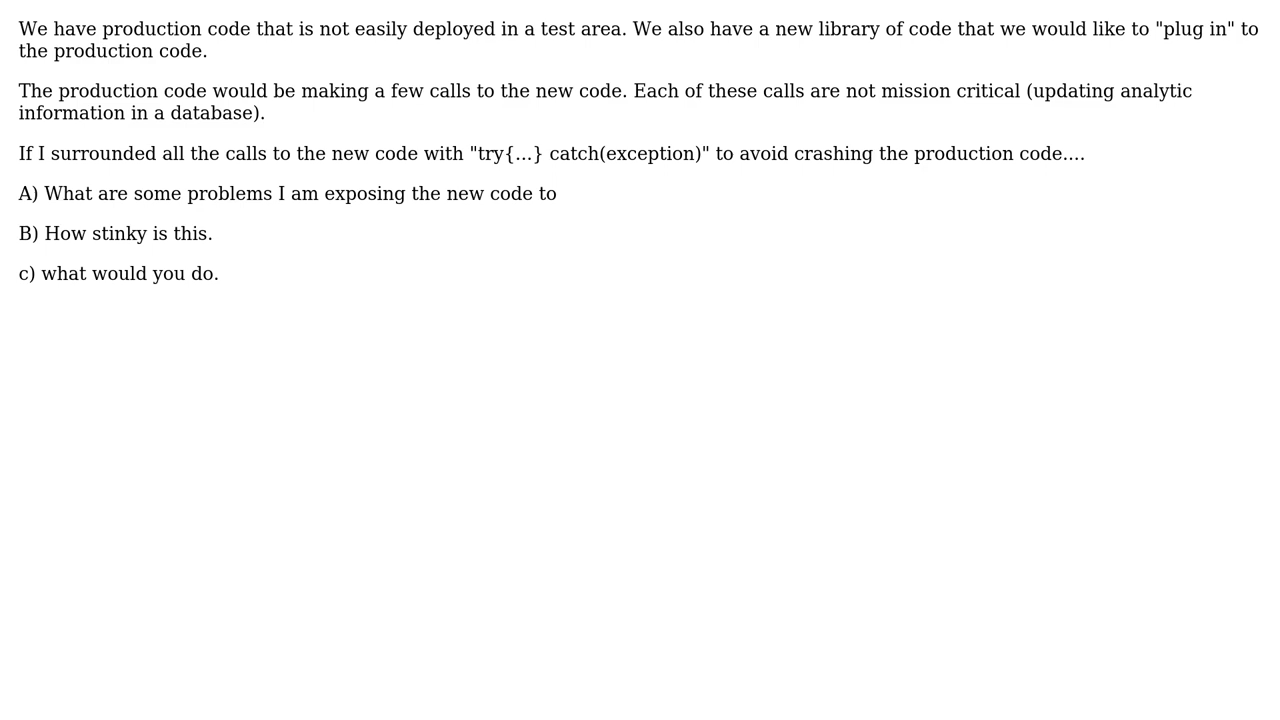 We have production code that is not easily deployed in a test area. We also have a new library of code that we would like to "plug in" to
the production code.
The production code would be making a few calls to the new code. Each of these calls are not mission critical (updating analytic
information in a database).
If I surrounded all the calls to the new code with "try{...} catch(exception)" to avoid crashing the production code....
A) What are some problems I am exposing the new code to
B) How stinky is this.
c) what would you do.